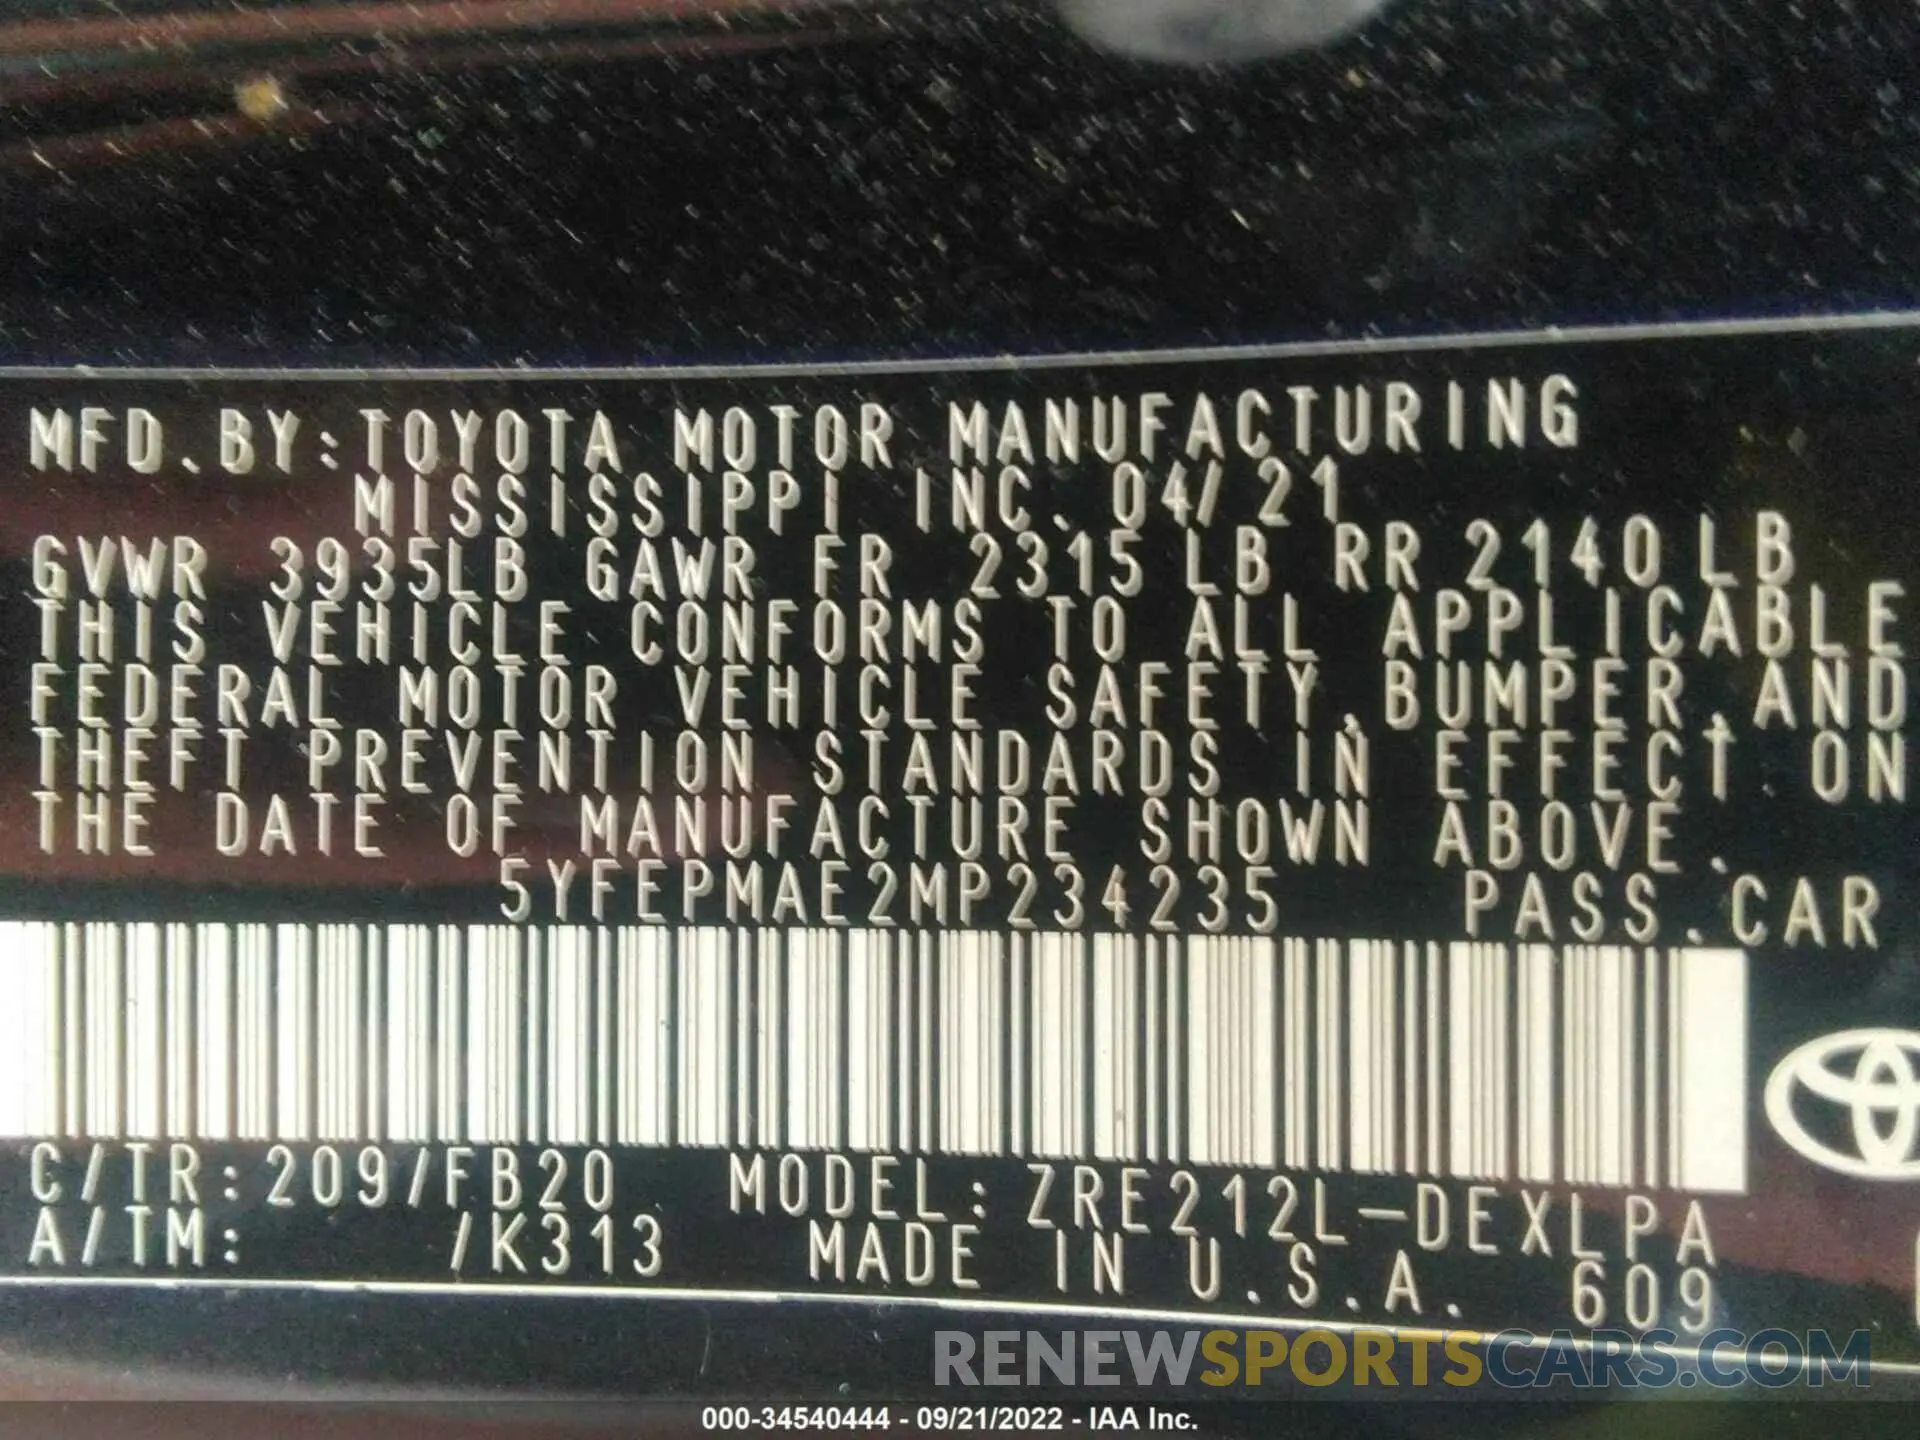 MFD.BY:TOYOTA MOTOR MANUFACTURING
MISSISSIPPI INC. 04/21
GVWR 3935LB GAWR FR 2315LB RR 2140LB
THIS VEHICLE CONFORMS TO ALL APPLICABLE
FEDERAL MOTOR VEHICLE SAFETY,BUMPER,AND
THEFT PREVENTION STANDARDS IN EFFECT ON
THE DATE OF MANUFACTURE SHOWN ABOVE.
5YFEPMAE2MP234235 PASS.CAR
C/TR:209/FB20 MODEL:ZRE212L-DEXLPA
A/TM: /K313 MADE IN U.S.A. 609
RENEWSPORTSCARS.COM
000-34540444 - 09/21/2022 - IAA Inc.